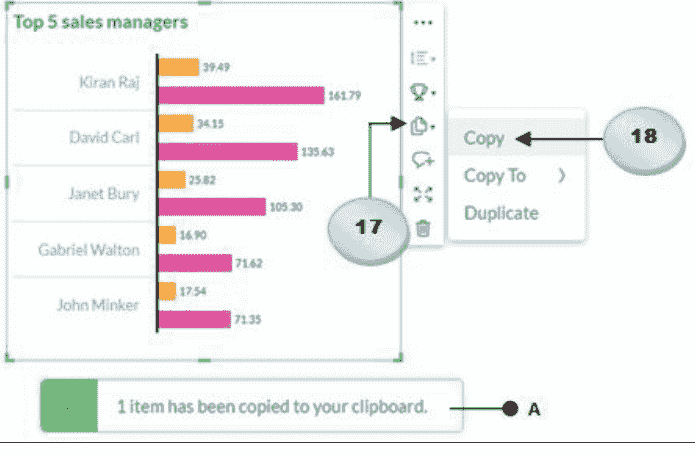 Top 5 sales managers
Kiran Raj
39.49
161.79
David Carl
34.15
135.63
Janet Bury
25.82
105.30
Gabriel Walton
16.90
71.62
John Minker
17.54
71.35
17
Copy
18
Copy To
Duplicate
1 item has been copied to your clipboard.
A